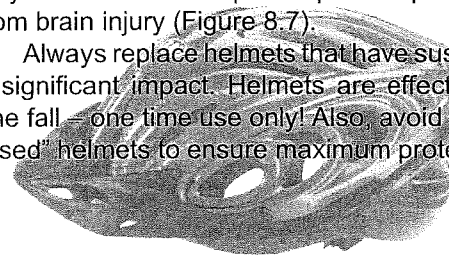 om brain injury (Figure 8.7).
Always replace helmets that have sus
significant impact. Helmets are effect
e fall – one time use only! Also, avoid
sed" helmets to ensure maximum prote